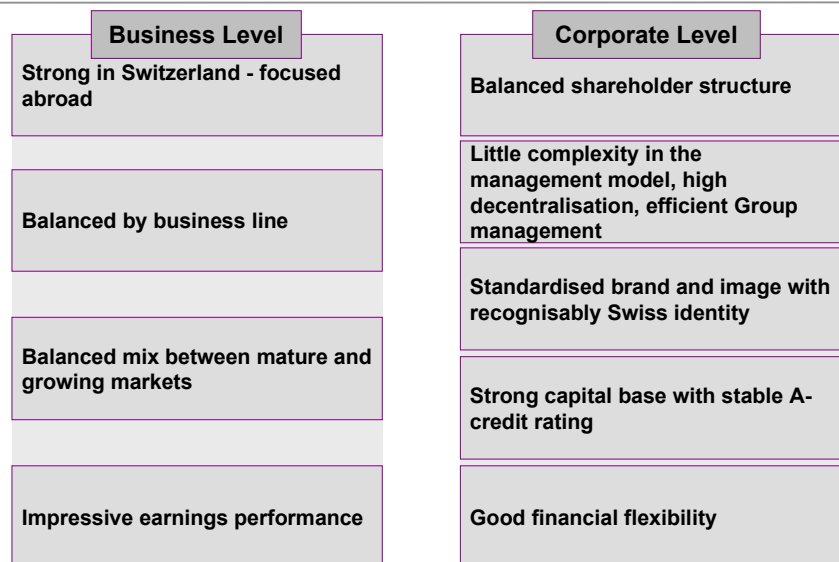 Business Level
Strong in Switzerland - focused
abroad
Balanced by business line
Balanced mix between mature and
growing markets
Impressive earnings performance
Corporate Level
Balanced shareholder structure
Little complexity in the
management model, high
decentralisation, efficient Group
management
Standardised brand and image with
recognisably Swiss identity
Strong capital base with stable A-
credit rating
Good financial flexibility